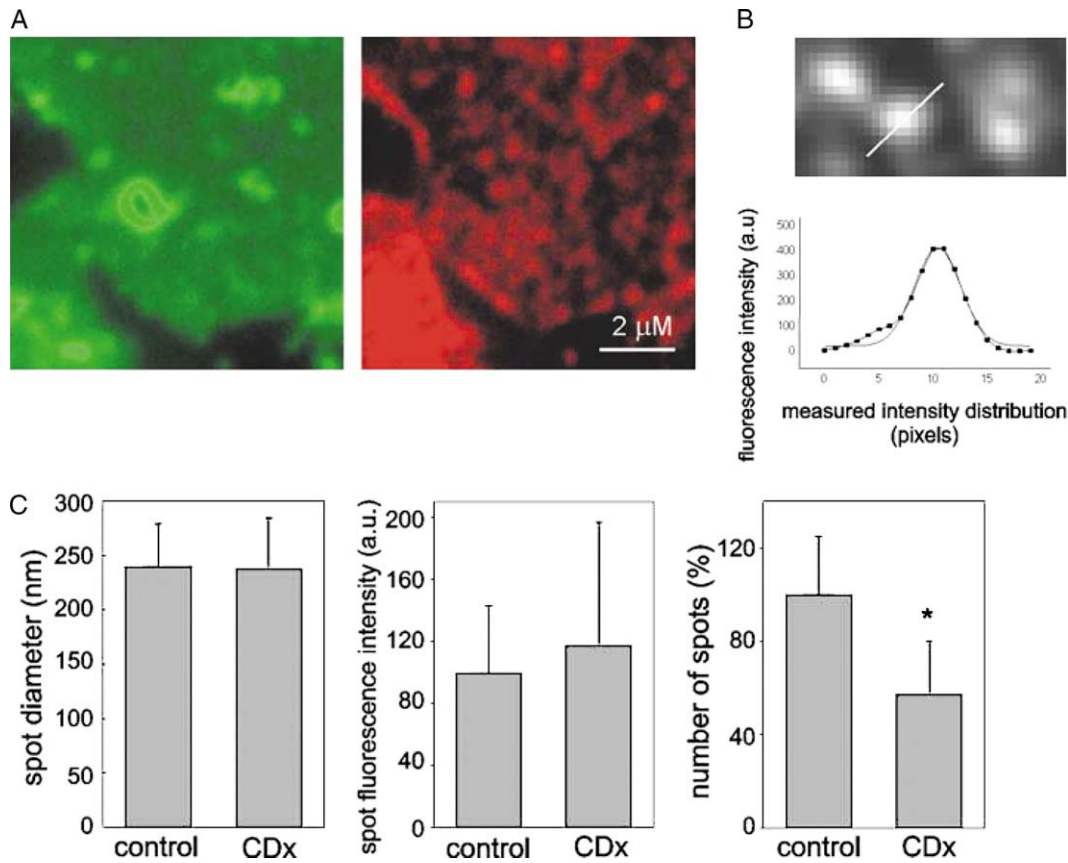 A
2 μM
B
fluorescence intensity (a.u)
500
400
300
200
100
0
0 5 10 15 20
measured intensity distribution
(pixels)
C
spot diameter (nm)
300
250
200
150
100
50
0
control CDx
spot fluorescence intensity (a.u.)
200
160
120
80
40
0
control CDx
number of spots (%)
120
80
40
0
*
control CDx